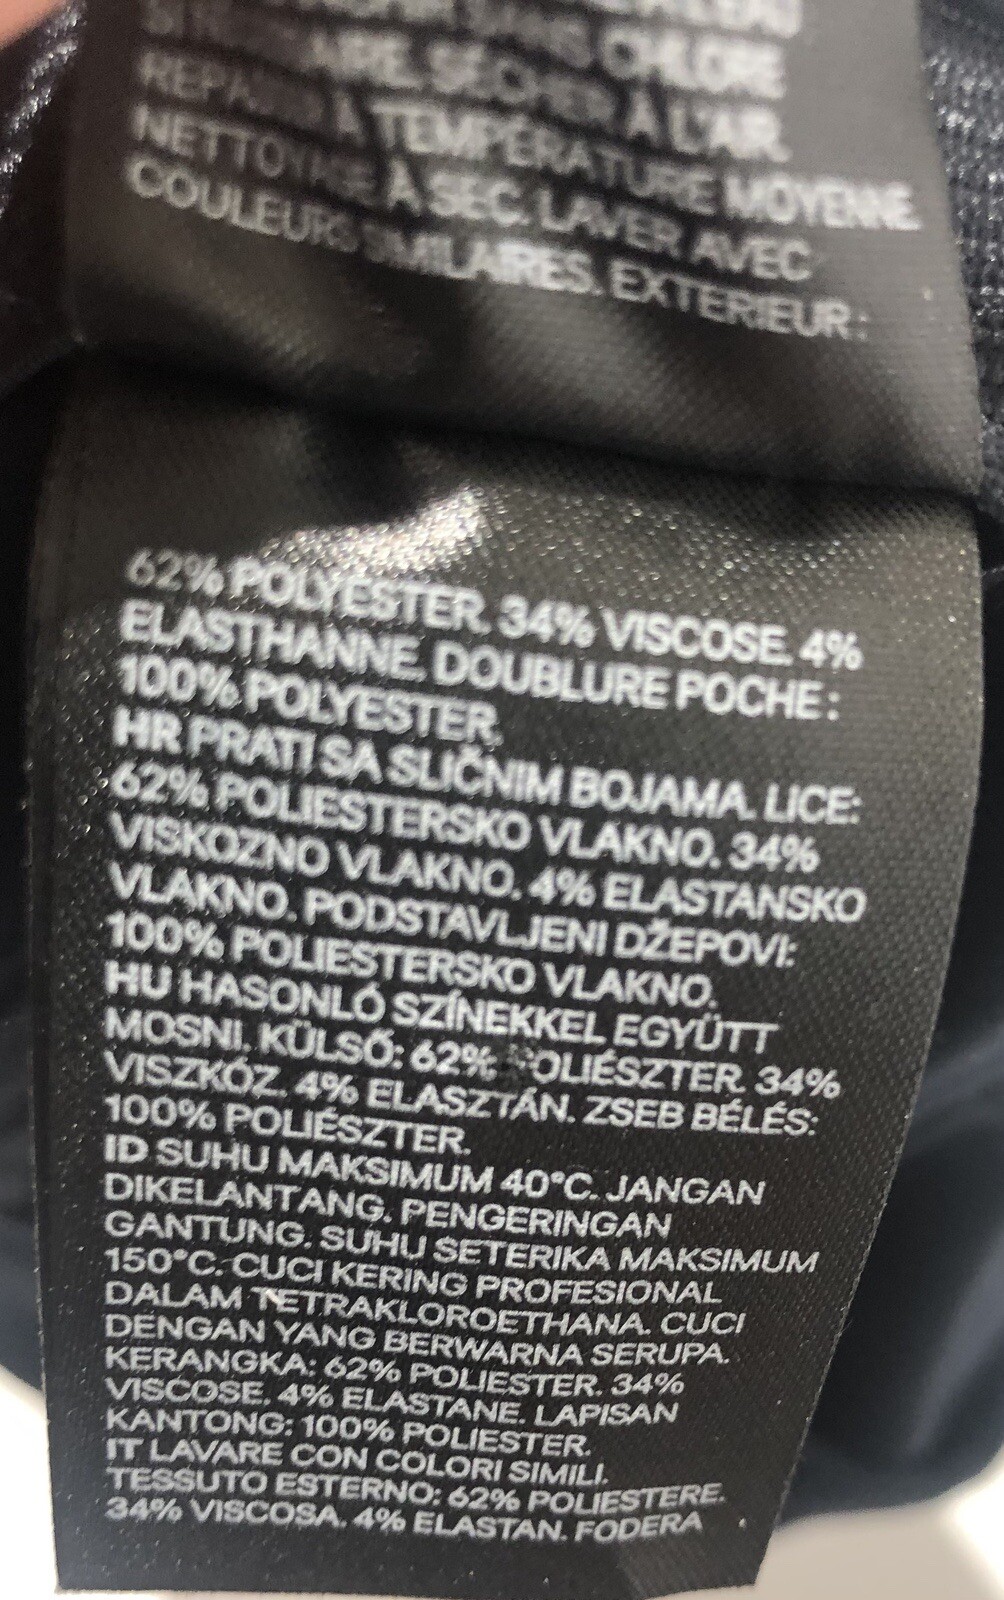 CHLORE
SÉCHER À L'AIR.
À TEMPÉRATURE MOYENNE.
À SEC. LAVER AVEC
COULEURS SIMILAIRES. EXTERIEUR:
62% POLYESTER. 34% VISCOSE. 4%
ELASTHANNE. DOUBLURE POCHE:
100% POLYESTER.
HR PRATI SA SLIČNIM BOJAMA. LICE:
62% POLIESTERSKO VLAKNO. 34%
VISKOZNO VLAKNO. 4% ELASTANSKO
VLAKNO. PODSTAVLJENI DŽEPOVI:
100% POLIESTERSKO VLAKNO.
HU HASONLÓ SZÍNEKKEL EGYÜTT
MOSNI. KÜLSŐ: 62% POLIÉSZTER. 34%
VISZKÓZ. 4% ELASZTÁN. ZSEB BÉLÉS:
100% POLIÉSZTER.
ID SUHU MAKSIMUM 40°C. JANGAN
DIKELANTANG. PENGERINGAN
GANTUNG. SUHU SETERIKA MAKSIMUM
150°C. CUCI KERING PROFESIONAL
DALAM TETRAKLOROETHANA. CUCI
DENGAN YANG BERWARNA SERUPA.
KERANGKA: 62% POLIESTER. 34%
VISCOSE. 4% ELASTANE. LAPISAN
KANTONG: 100% POLIESTER.
IT LAVARE CON COLORI SIMILI.
TESSUTO ESTERNO: 62% POLIESTERE.
34% VISCOSA. 4% ELASTAN. FODERA